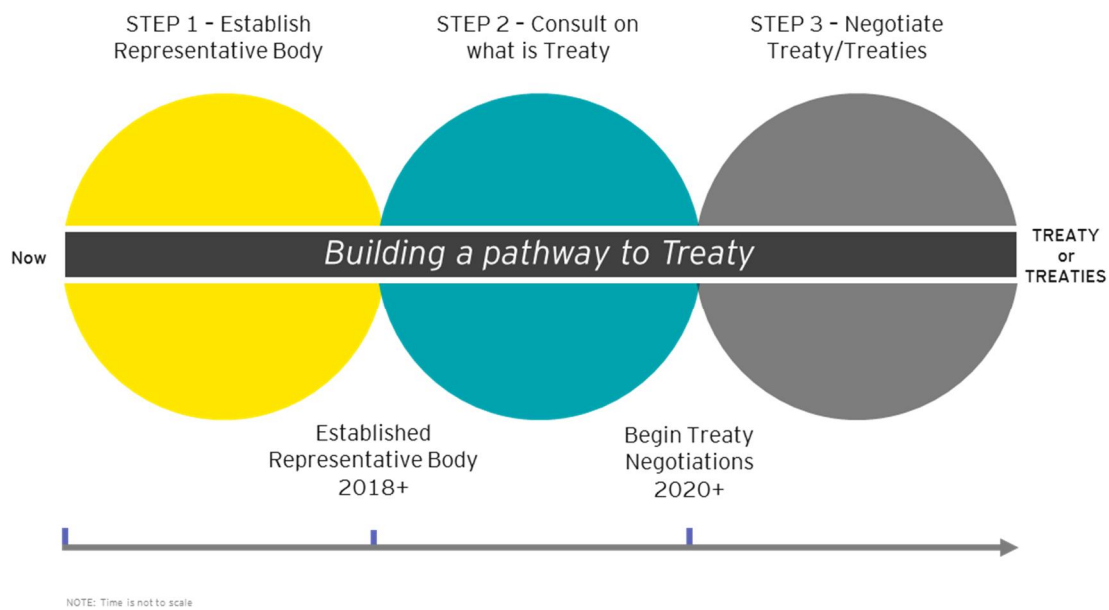 STEP 1 - Establish
Representative Body
STEP 2 - Consult on
what is Treaty
STEP 3 - Negotiate
Treaty/Treaties
Now
Building a pathway to Treaty
TREATY
or
TREATIES
Established
Representative Body
2018+
Begin Treaty
Negotiations
2020+
NOTE: Time is not to scale